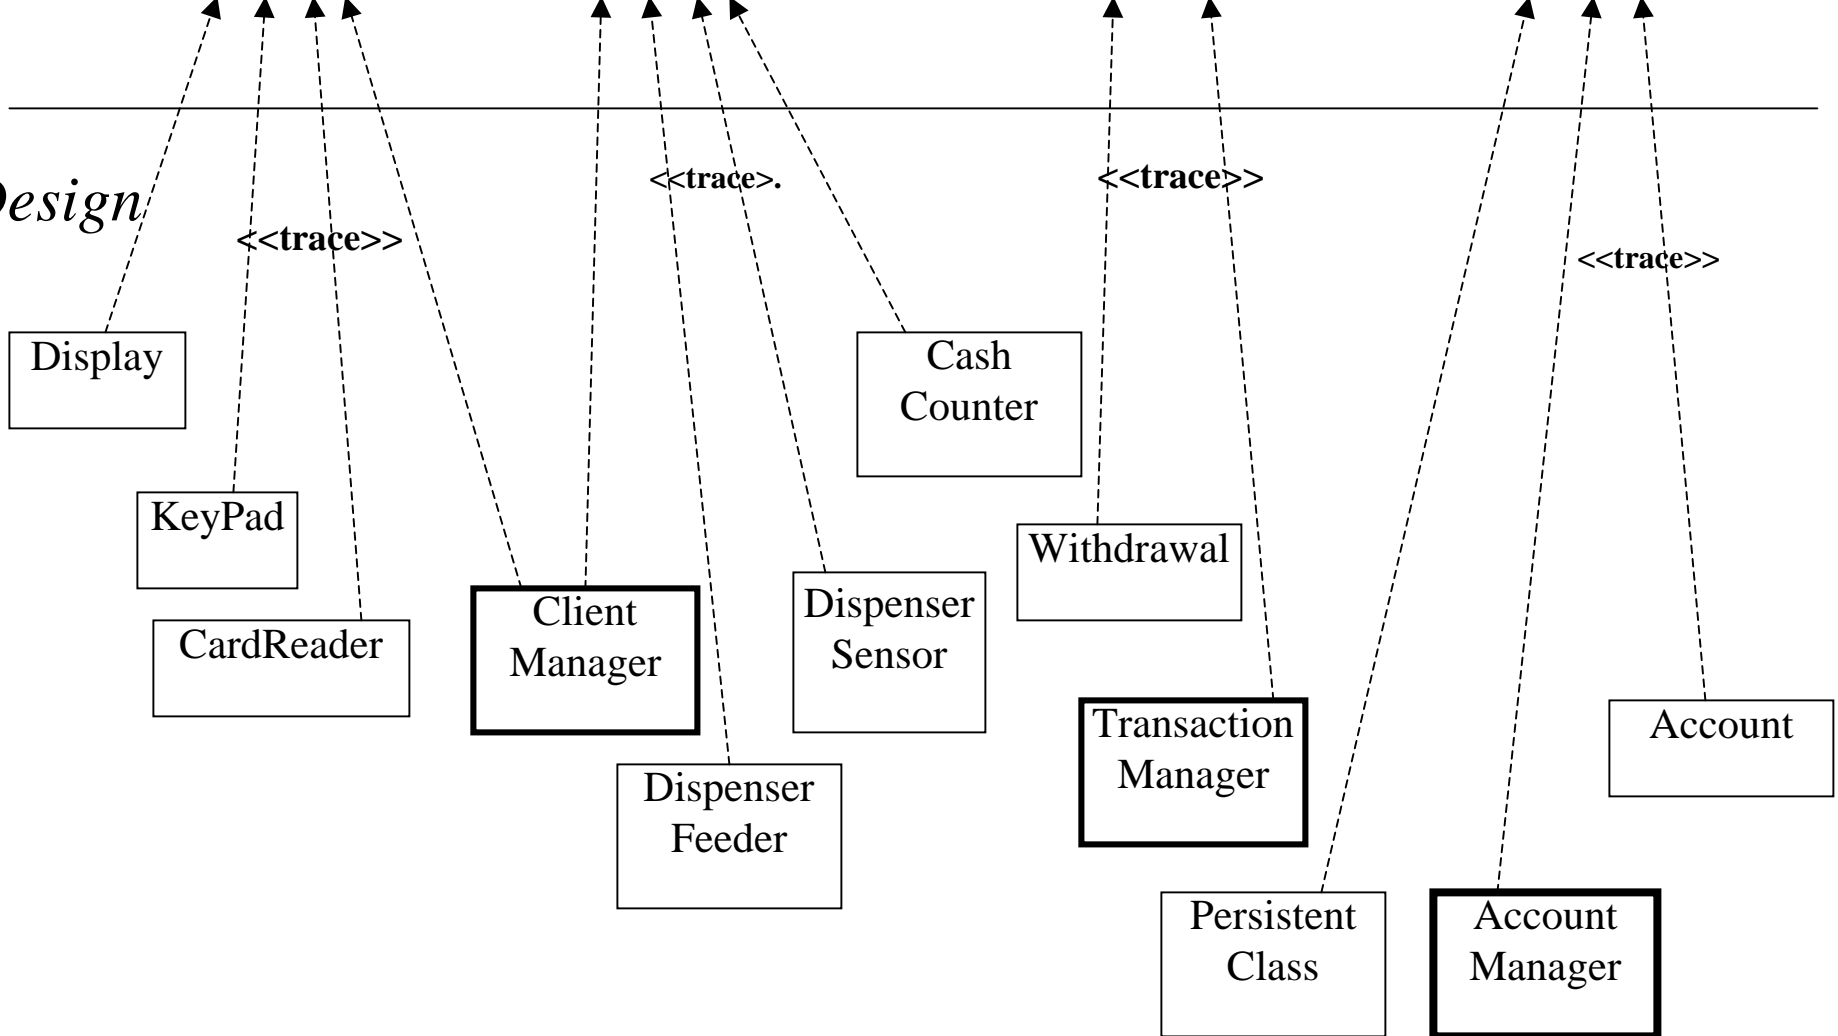 <<trace>.
<<trace>>
Design
<<trace>>
<<trace>>
Display
Cash
Counter
KeyPad
Withdrawal
Client
Manager
Dispenser
Sensor
CardReader
Transaction
Manager
Account
Dispenser
Feeder
Persistent
Class
Account
Manager